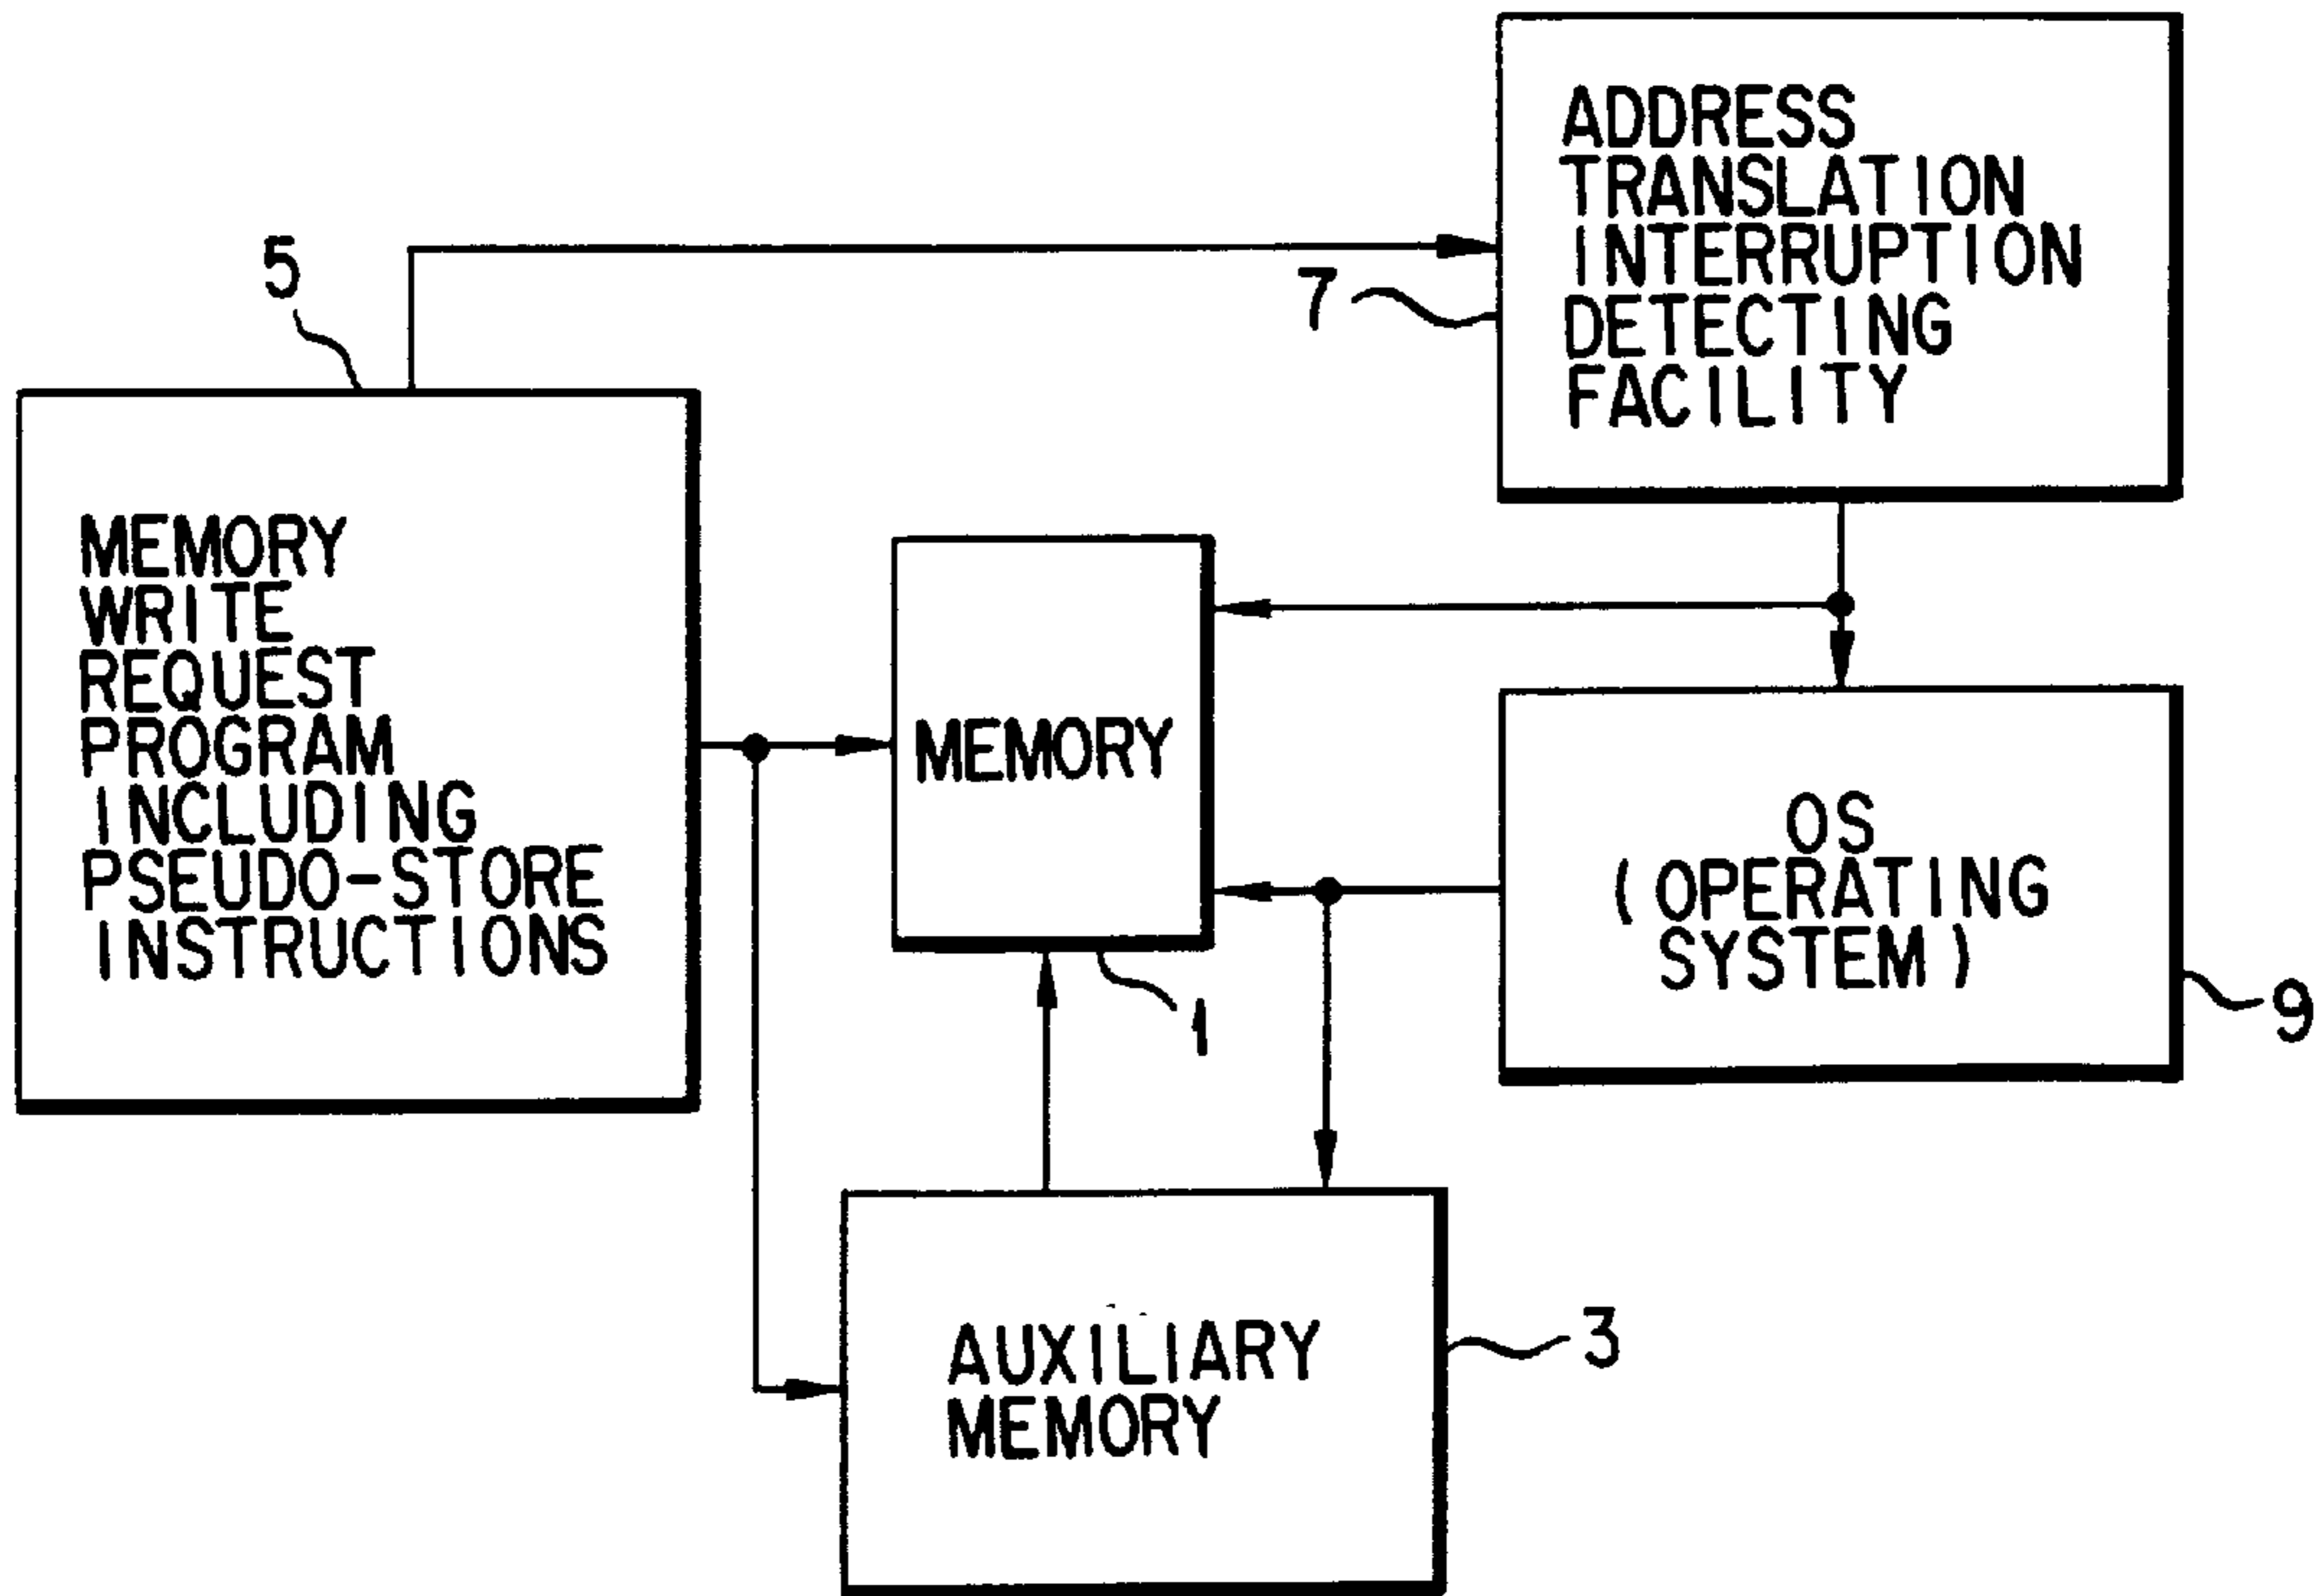 ADDRESS
TRANSLATION
INTERRUPTION
DETECTING
FACILITY
7
5
MEMORY
WRITE
REQUEST
PROGRAM
INCLUDING
PSEUDO-STORE
INSTRUCTIONS
MEMORY
1
OS
(OPERATING
SYSTEM)
9
AUXILIARY
MEMORY
3